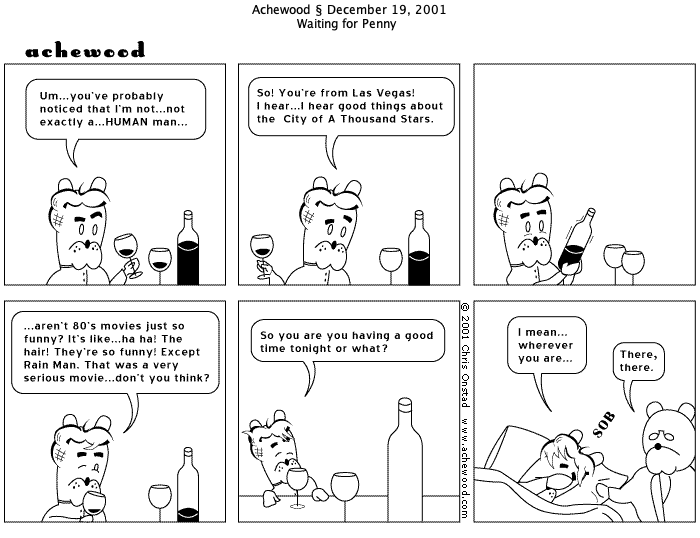 Achewood § December 19, 2001
Waiting for Penny
achewood
Um...you've probably
noticed that I'm not...not
exactly a...HUMAN man...
So! You're from Las Vegas!
I hear...I hear good things about
the City of A Thousand Stars.
...aren't 80's movies just so
funny? It's like...ha ha! The
hair! They're so funny! Except
Rain Man. That was a very
serious movie...don't you think?
So you are you having a good
time tonight or what?
© 2001 Chris Onstad www.achewood.com
I mean...
wherever
you are...
There,
there.
SOB